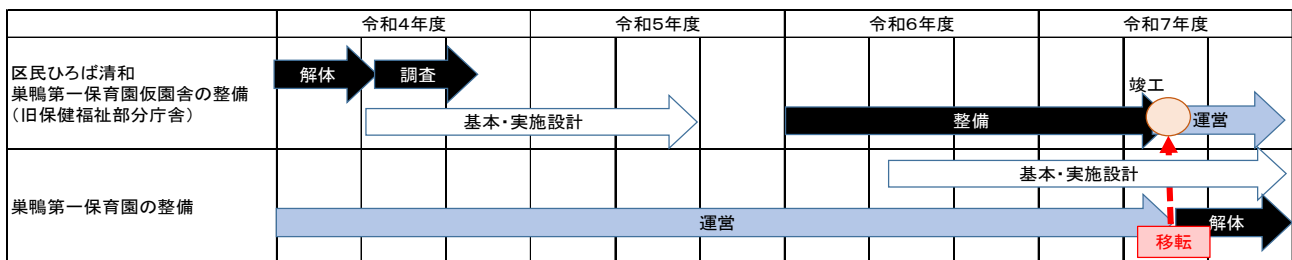 令和4年度
令和5年度
令和6年度
令和7年度
区民ひろば清和
巣鴨第一保育園仮園舎の整備
(旧保健福祉部分庁舎)
解体
調査
基本・実施設計
整備
竣工
運営
巣鴨第一保育園の整備
基本・実施設計
運営
移転
解体